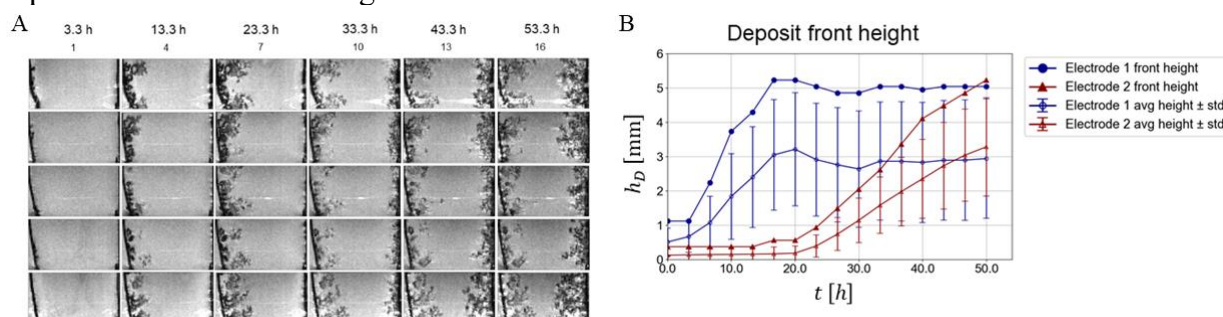 A
3.3 h 13.3 h 23.3 h 33.3 h 43.3 h 53.3 h
1 4 7 10 13 16
B
Deposit front height
h_D [mm]
6
5
4
3
2
1
0
0.0 10.0 20.0 30.0 40.0 50.0
t [h]
Electrode 1 front height
Electrode 2 front height
Electrode 1 avg height ± std
Electrode 2 avg height ± std